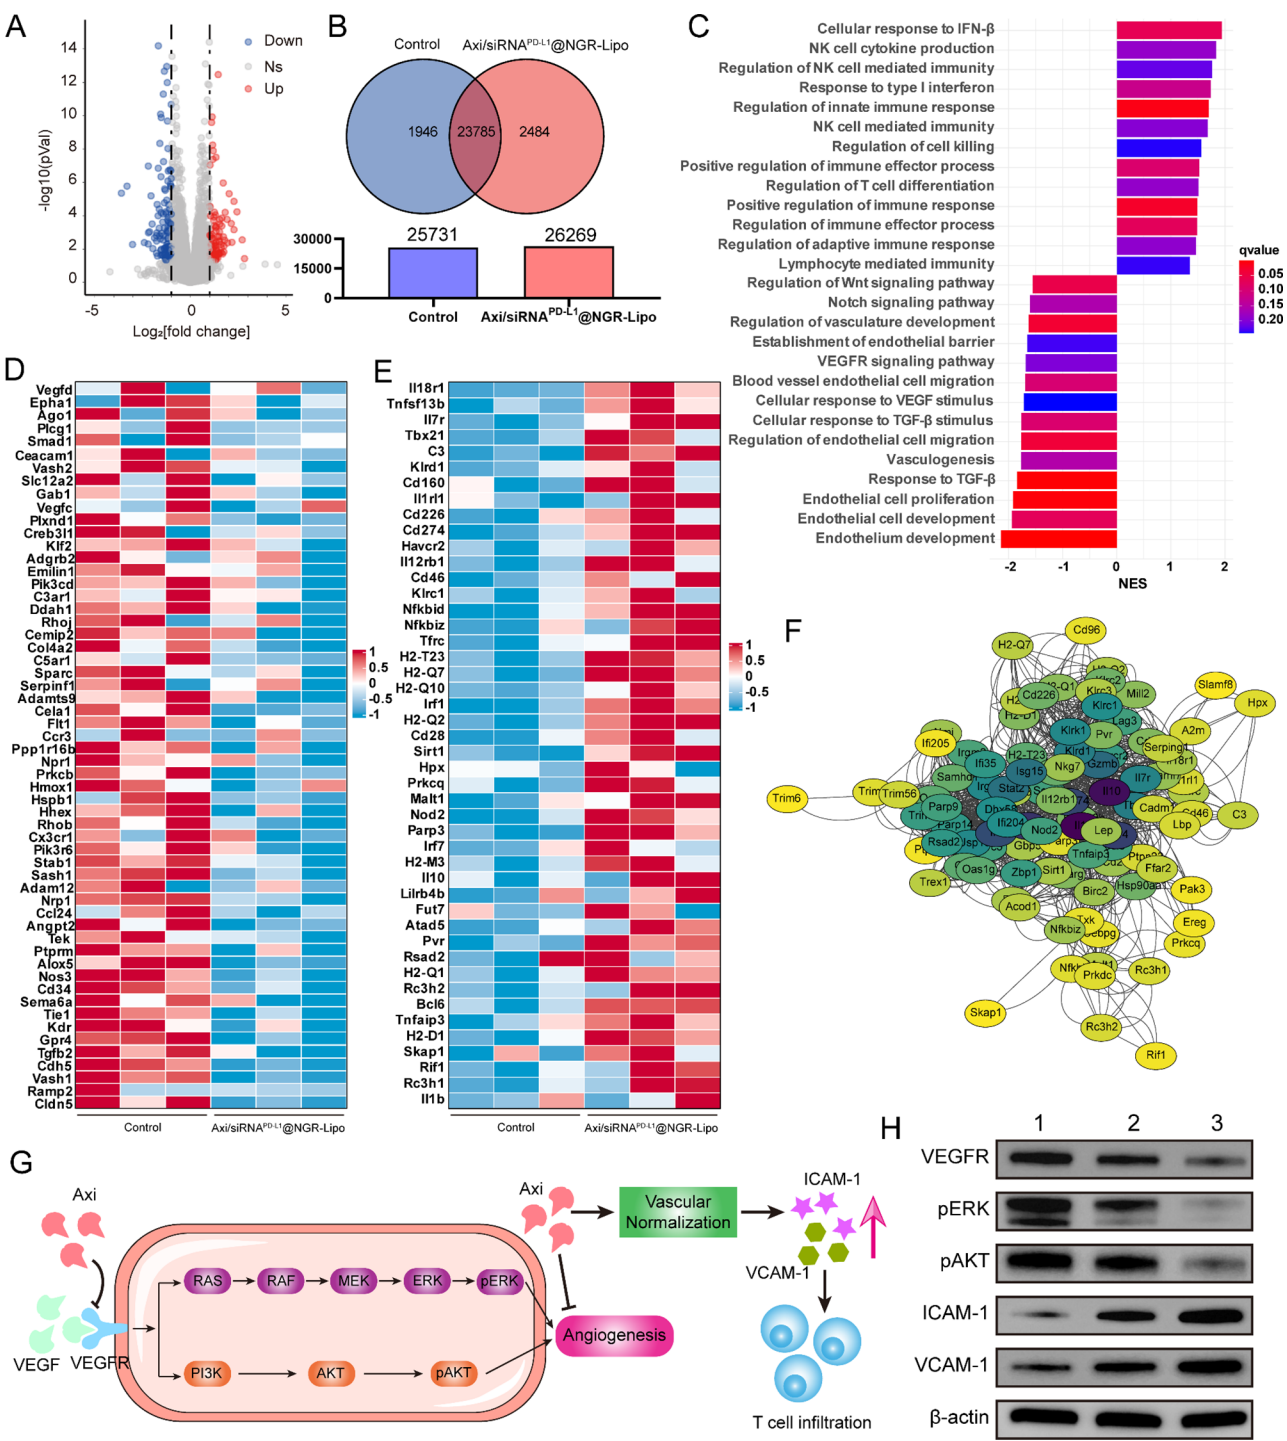 A
-log10(pVal)
14
12
10
8
6
4
2
0
-5
0
5
Log₂[fold change]
Down
Ns
Up
B
Control
Axi/siRNAPD-L1@NGR-Lipo
1946
23785
2484
30000
15000
0
25731
26269
Control
Axi/siRNAPD-L1@NGR-Lipo
C
Cellular response to IFN-β
NK cell cytokine production
Regulation of NK cell mediated immunity
Response to type I interferon
Regulation of innate immune response
NK cell mediated immunity
Regulation of cell killing
Positive regulation of immune effector process
Regulation of T cell differentiation
Positive regulation of immune response
Regulation of immune effector process
Regulation of adaptive immune response
Lymphocyte mediated immunity
Regulation of Wnt signaling pathway
Notch signaling pathway
Regulation of vasculature development
Establishment of endothelial barrier
VEGFR signaling pathway
Blood vessel endothelial cell migration
Cellular response to VEGF stimulus
Cellular response to TGF-β stimulus
Regulation of endothelial cell migration
Vasculogenesis
Response to TGF-β
Endothelial cell proliferation
Endothelial cell development
Endothelium development
-2
-1
0
1
2
NES
qvalue
0.05
0.10
0.15
0.20
D
Vegfd
Epha1
Ago1
Plcg1
Smad1
Ceacam1
Vash2
Slc12a2
Gab1
Vegfc
Plxnd1
Creb3l1
Klf2
Adgrb2
Emilin1
Pik3cd
C3ar1
Ddah1
Rhoj
Cemip2
Col4a2
C5ar1
Sparc
Serpinf1
Adamts9
Cela1
Flt1
Ccr3
Ppp1r16b
Npr1
Prkcb
Hmox1
Hspb1
Hhex
Rhob
Cx3cr1
Pik3r6
Stab1
Sash1
Adam12
Nrp1
Ccl24
Angpt2
Tek
Ptprm
Alox5
Nos3
Cd34
Sema6a
Tie1
Kdr
Gpr4
Tgfb2
Cdh5
Vash1
Ramp2
Cldn5
Control
Axi/siRNAPD-L1@NGR-Lipo
1
0.5
0
-0.5
-1
E
Il18r1
Tnfsf13b
Il7r
Tbx21
C3
Klrd1
Cd160
Il1rl1
Cd226
Cd274
Havcr2
Il12rb1
Cd46
Klrc1
Nfkbid
Nfkbiz
Tfrc
H2-T23
H2-Q7
H2-Q10
Irf1
H2-Q2
Cd28
Sirt1
Hpx
Prkcq
Malt1
Nod2
Parp3
Irf7
H2-M3
Il10
Lilrb4b
Fut7
Atad5
Pvr
Rsad2
H2-Q1
Rc3h2
Bcl6
Tnfaip3
H2-D1
Skap1
Rif1
Rc3h1
Il1b
Control
Axi/siRNAPD-L1@NGR-Lipo
1
0.5
0
-0.5
-1
F
Cd96
H2-Q7
Slamf8
Hpx
Cd226
Klrc3
Mill2
Klrc1
Lag3
A2m
Klrk1
Pvr
Serping1
Ifi205
Klrd1
Gzmb
H2-T23
Ifi35
Isg15
Nkg7
Il7r
Stat2
Il12rb1
Il10
Trim6
Trim56
Parp9
Ifi204
Nod2
Lep
Cadm1
Cd46
Lbp
C3
Parp14
Rsad2
Tnfaip3
Trex1
Oas1g
Zbp1
Sirt1
Birc2
Hsp90aa
Ffar2
Pak3
Acod1
Txk
Nfkbiz
Ereg
Prkcq
Prkdc
Rc3h1
Skap1
Rc3h2
Rif1
G
Axi
VEGF
VEGFR
RAS
RAF
MEK
ERK
pERK
PI3K
AKT
pAKT
Axi
Angiogenesis
Vascular
Normalization
ICAM-1
VCAM-1
T cell infiltration
H
1
2
3
VEGFR
pERK
pAKT
ICAM-1
VCAM-1
β-actin